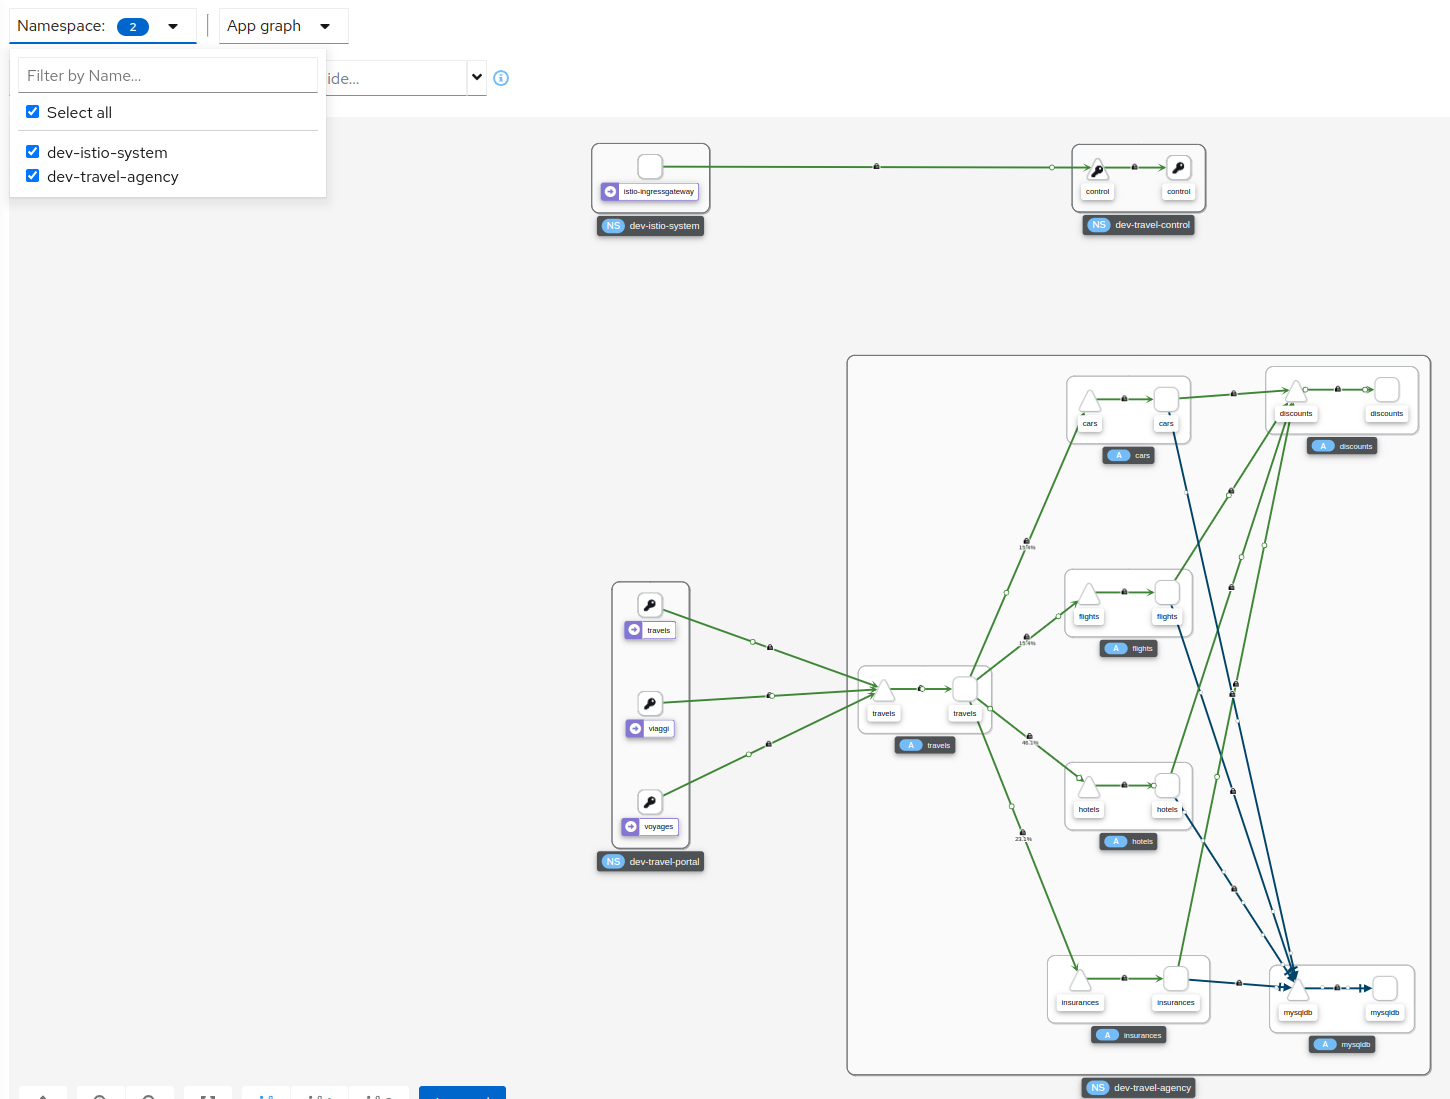 Namespace: 2
App graph
Filter by Name...
ide...
Select all
dev-istio-system
dev-travel-agency
istio-ingressgateway
NS dev-istio-system
control
control
NS dev-travel-control
cars
cars
A cars
discounts
discounts
A discounts
15.4%
flights
flights
A flights
15.4%
travels
viaggi
voyages
NS dev-travel-portal
travels
travels
A travels
46.1%
hotels
hotels
A hotels
23.1%
insurances
insurances
A insurances
mysqldb
mysqldb
A mysqldb
NS dev-travel-agency